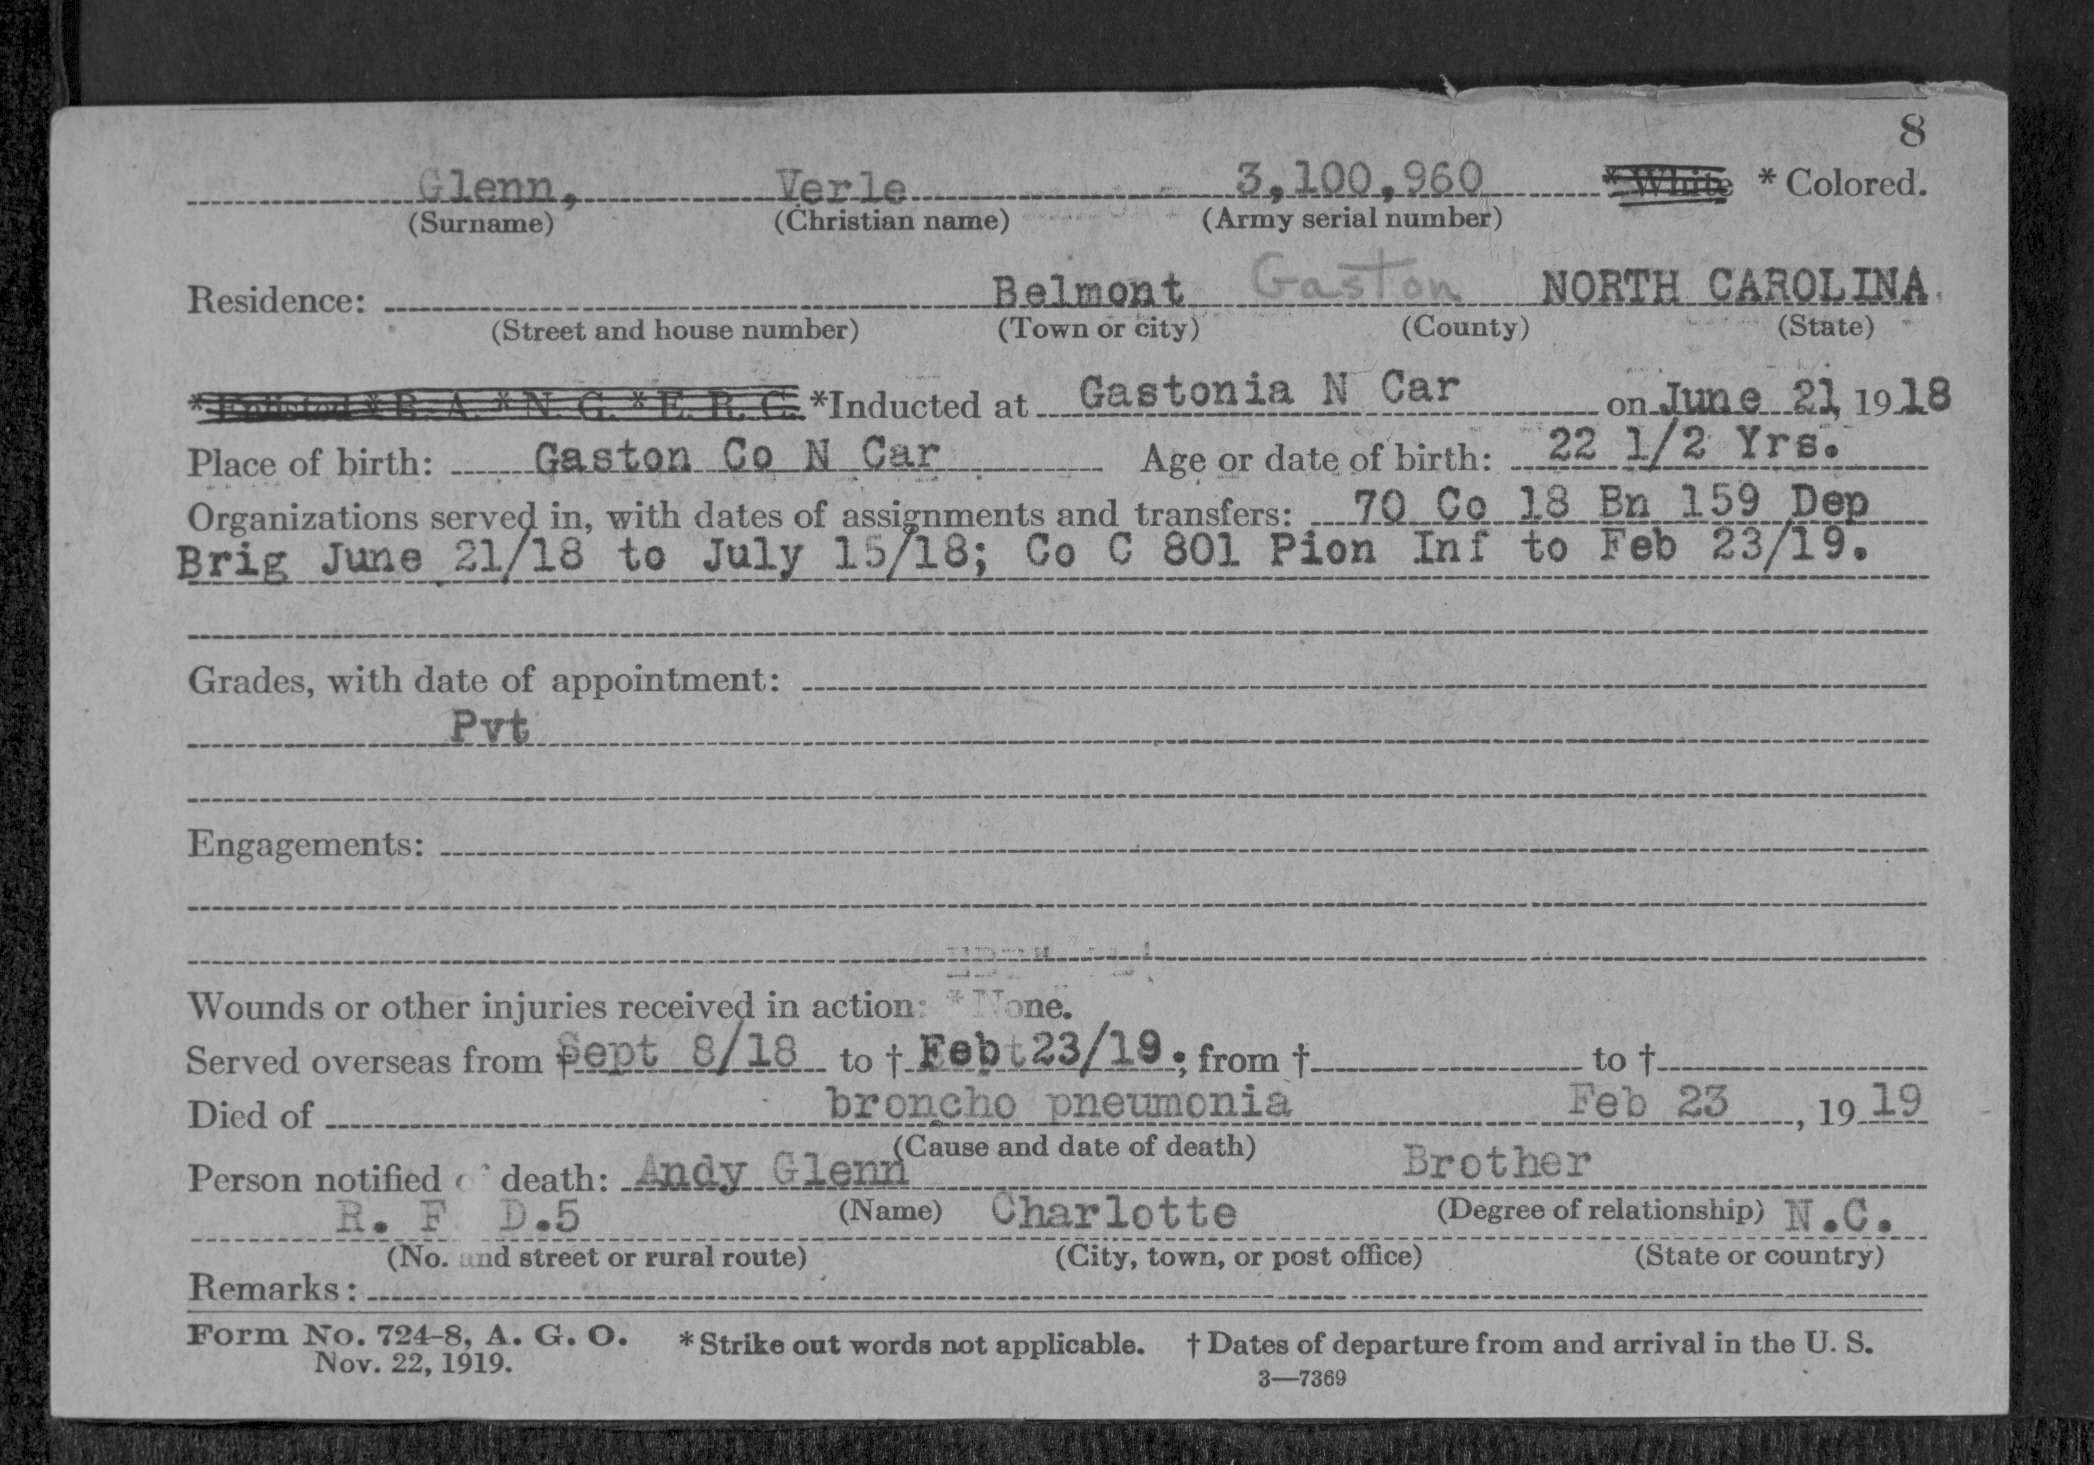 8
Glenn, Verle 3,100,960 * White * Colored.
(Surname) (Christian name) (Army serial number)
Residence: Belmont Gaston NORTH CAROLINA
(Street and house number) (Town or city) (County) (State)
*Enlisted *R. A. *N. G. *E. R. C. *Inducted at Gastonia N Car on June 21, 1918
Place of birth: Gaston Co N Car Age or date of birth: 22 1/2 Yrs.
Organizations served in, with dates of assignments and transfers: 70 Co 18 Bn 159 Dep
Brig June 21/18 to July 15/18; Co C 801 Pion Inf to Feb 23/19.
Grades, with date of appointment:
Pvt
Engagements:
Wounds or other injuries received in action: *None.
Served overseas from † Sept 8/18 to † Feb 23/19; from † to †
Died of broncho pneumonia Feb 23, 1919
(Cause and date of death)
Person notified of death: Andy Glenn Brother
(Name) (Degree of relationship)
R. F D.5 Charlotte N.C.
(No. and street or rural route) (City, town, or post office) (State or country)
Remarks:
Form No. 724-8, A. G. O. *Strike out words not applicable. † Dates of departure from and arrival in the U. S.
Nov. 22, 1919.
3—7369